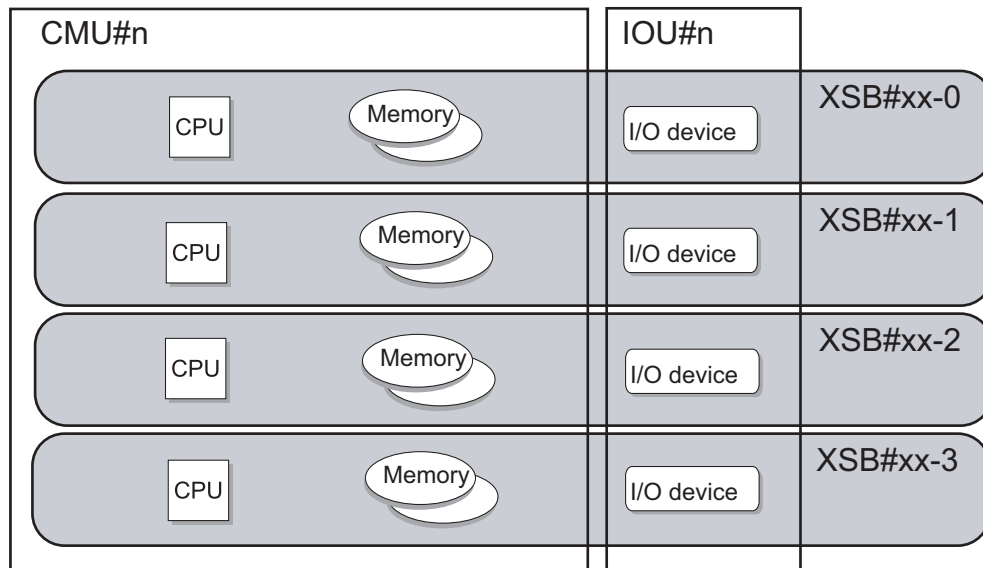 CMU#n
IOU#n
XSB#xx-0
CPU
Memory
I/O device
XSB#xx-1
CPU
Memory
I/O device
XSB#xx-2
CPU
Memory
I/O device
XSB#xx-3
CPU
Memory
I/O device